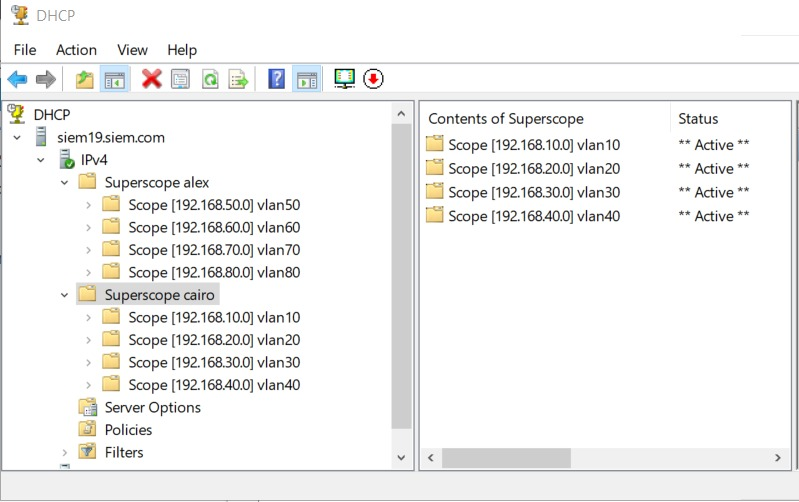 DHCP
File Action View Help
DHCP
siem19.siem.com
IPv4
Superscope alex
Scope [192.168.50.0] vlan50
Scope [192.168.60.0] vlan60
Scope [192.168.70.0] vlan70
Scope [192.168.80.0] vlan80
Superscope cairo
Scope [192.168.10.0] vlan10
Scope [192.168.20.0] vlan20
Scope [192.168.30.0] vlan30
Scope [192.168.40.0] vlan40
Server Options
Policies
Filters
Contents of Superscope Status
Scope [192.168.10.0] vlan10 ** Active **
Scope [192.168.20.0] vlan20 ** Active **
Scope [192.168.30.0] vlan30 ** Active **
Scope [192.168.40.0] vlan40 ** Active **